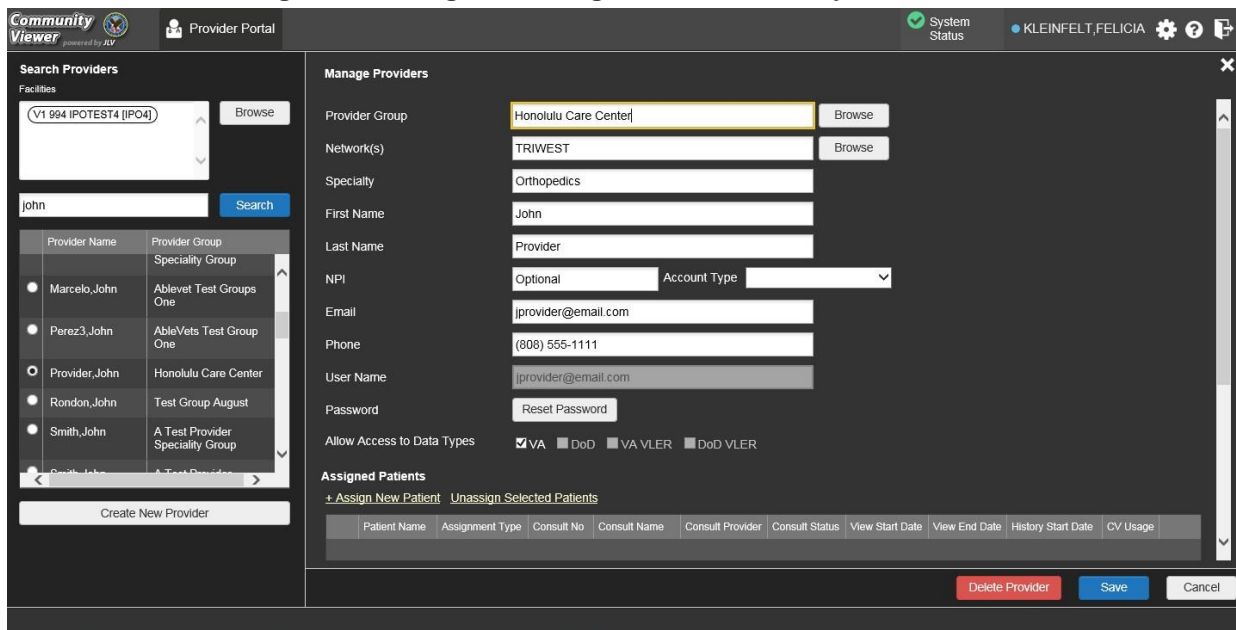 Community
Viewer powered by JLV
Provider Portal
System
Status
KLEINFELT,FELICIA
Search Providers
Facilities
V1 994 IPOTEST4 [IPO4]
Browse
john
Search
Provider Name Provider Group
Speciality Group
Marcelo,John Ablevet Test Groups
One
Perez3,John AbleVets Test Group
One
Provider,John Honolulu Care Center
Rondon,John Test Group August
Smith,John A Test Provider
Speciality Group
Create New Provider
Manage Providers
Provider Group Honolulu Care Center Browse
Network(s) TRIWEST Browse
Specialty Orthopedics
First Name John
Last Name Provider
NPI Optional Account Type
Email jprovider@email.com
Phone (808) 555-1111
User Name jprovider@email.com
Password Reset Password
Allow Access to Data Types VA DoD VA VLER DoD VLER
Assigned Patients
+ Assign New Patient Unassign Selected Patients
Patient Name Assignment Type Consult No Consult Name Consult Provider Consult Status View Start Date View End Date History Start Date CV Usage
Delete Provider Save Cancel